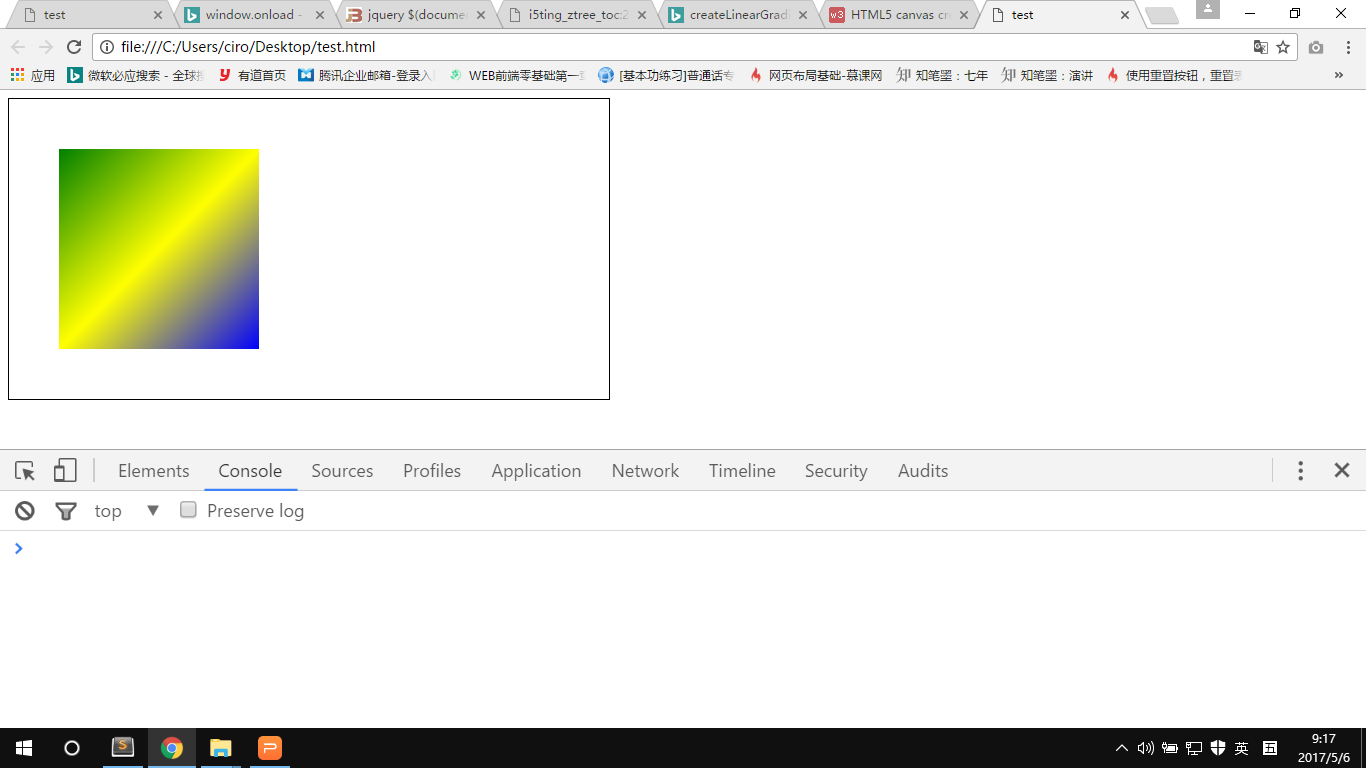 test
window.onload -
jquery $(docume
i5ting_ztree_toc:2
createLinearGrad
HTML5 canvas cr
test
file:///C:/Users/ciro/Desktop/test.html
应用
微软必应搜索 - 全球
有道首页
腾讯企业邮箱-登录入
WEB前端零基础第一
[基本功练习]普通话专
网页布局基础-慕课网
知笔墨：七年
知笔墨：演讲
使用重置按钮，重置
»
Elements
Console
Sources
Profiles
Application
Network
Timeline
Security
Audits
top
Preserve log
英
五
9:17
2017/5/6